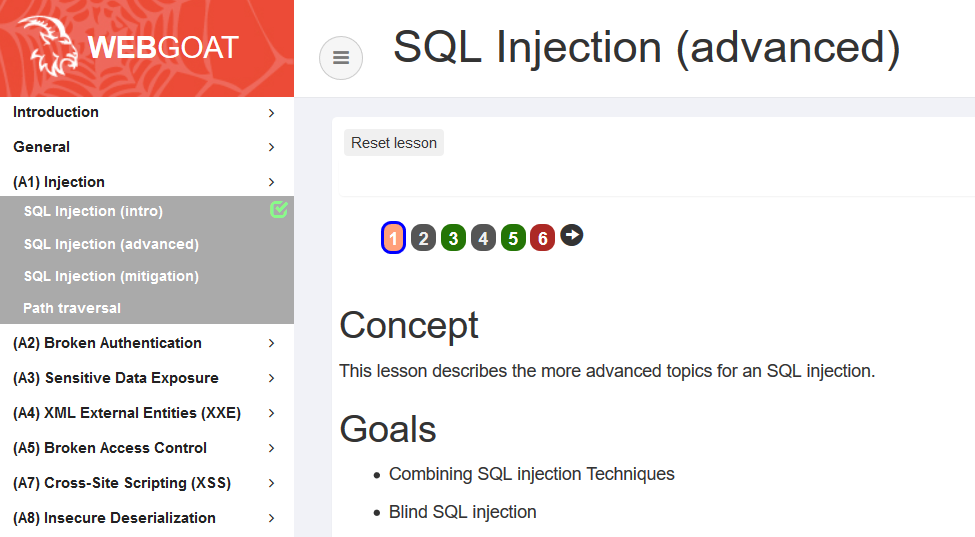 WEBGOAT
SQL Injection (advanced)
Introduction
General
(A1) Injection
SQL Injection (intro)
SQL Injection (advanced)
SQL Injection (mitigation)
Path traversal
(A2) Broken Authentication
(A3) Sensitive Data Exposure
(A4) XML External Entities (XXE)
(A5) Broken Access Control
(A7) Cross-Site Scripting (XSS)
(A8) Insecure Deserialization
Reset lesson
1 2 3 4 5 6
Concept
This lesson describes the more advanced topics for an SQL injection.
Goals
• Combining SQL injection Techniques
• Blind SQL injection